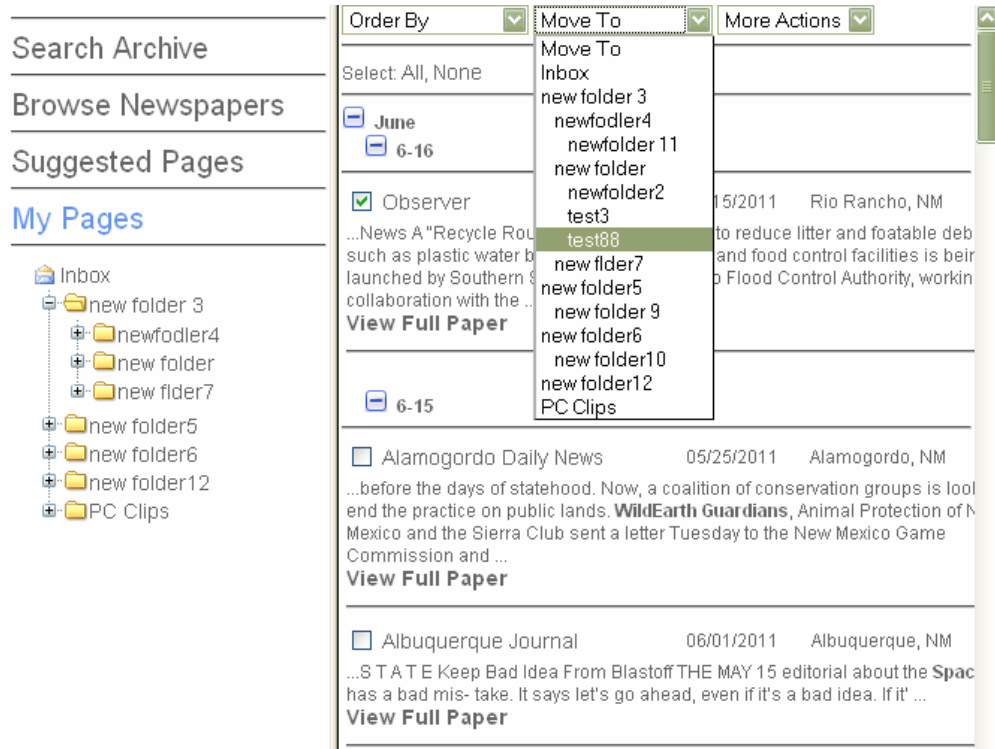 Search Archive
Browse Newspapers
Suggested Pages
My Pages
Inbox
new folder 3
newfodler4
new folder
new flder7
new folder5
new folder6
new folder12
PC Clips
Order By
Move To
More Actions
Move To
Inbox
new folder 3
newfodler4
newfolder 11
new folder
newfolder2
test3
test88
new flder7
new folder5
new folder 9
new folder6
new folder10
new folder12
PC Clips
Select: All, None
June
6-16
Observer 15/2011 Rio Rancho, NM
...News A "Recycle Rou to reduce litter and foatable deb
such as plastic water b and food control facilities is beir
launched by Southern Flood Control Authority, workin
collaboration with the ...
View Full Paper
6-15
Alamogordo Daily News 05/25/2011 Alamogordo, NM
...before the days of statehood. Now, a coalition of conservation groups is lool
end the practice on public lands. WildEarth Guardians, Animal Protection of N
Mexico and the Sierra Club sent a letter Tuesday to the New Mexico Game
Commission and ...
View Full Paper
Albuquerque Journal 06/01/2011 Albuquerque, NM
...S T A T E Keep Bad Idea From Blastoff THE MAY 15 editorial about the Spac
has a bad mis- take. It says let's go ahead, even if it's a bad idea. If it' ...
View Full Paper